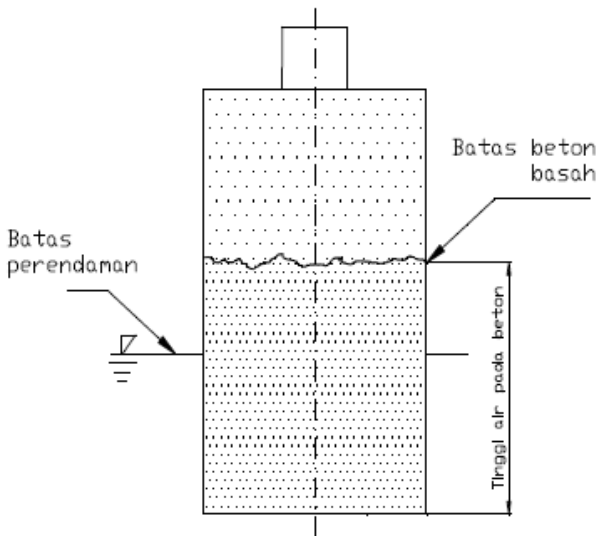 Batas beton
basah
Batas
perendaman
Tinggi air pada beton